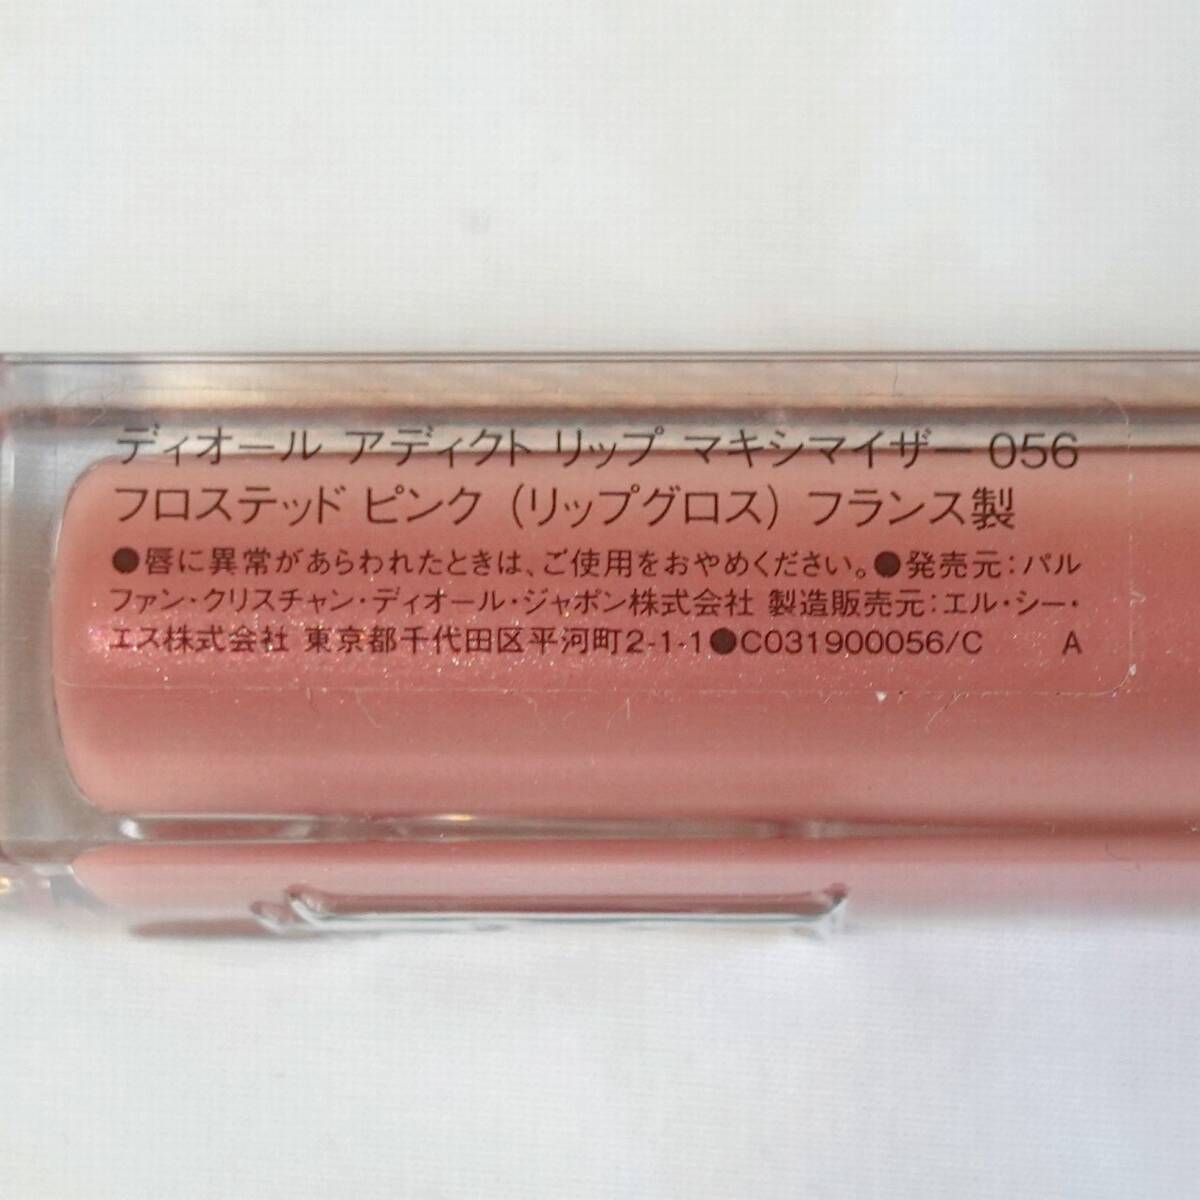 ディオール アディクト リップ マキシマイザー 056
フロステッド ピンク (リップグロス) フランス製
●唇に異常があらわれたときは、ご使用をおやめください。●発売元:パル
ファン・クリスチャン・ディオール・ジャポン株式会社 製造販売元:エル・シー・
エス株式会社 東京都千代田区平河町2-1-1●C031900056/C A